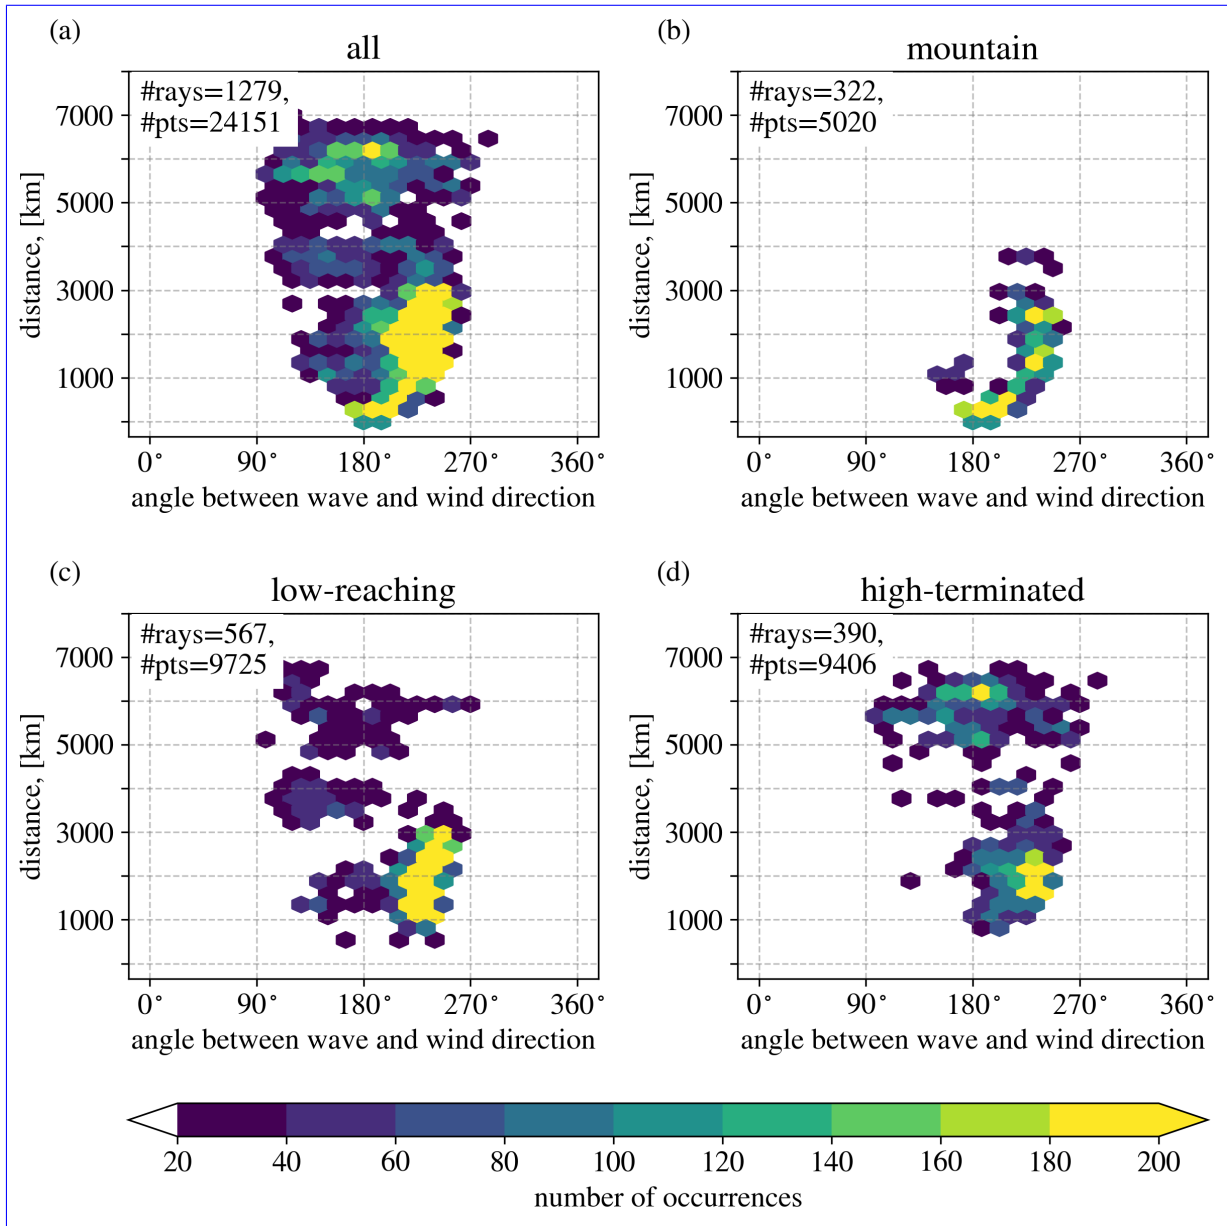 (a)
all
#rays=1279,
#pts=24151
7000
5000
3000
1000
distance, [km]
0° 90° 180° 270° 360°
angle between wave and wind direction
(b)
mountain
#rays=322,
#pts=5020
7000
5000
3000
1000
distance, [km]
0° 90° 180° 270° 360°
angle between wave and wind direction
(c)
low-reaching
#rays=567,
#pts=9725
7000
5000
3000
1000
distance, [km]
0° 90° 180° 270° 360°
angle between wave and wind direction
(d)
high-terminated
#rays=390,
#pts=9406
7000
5000
3000
1000
distance, [km]
0° 90° 180° 270° 360°
angle between wave and wind direction
20 40 60 80 100 120 140 160 180 200
number of occurrences